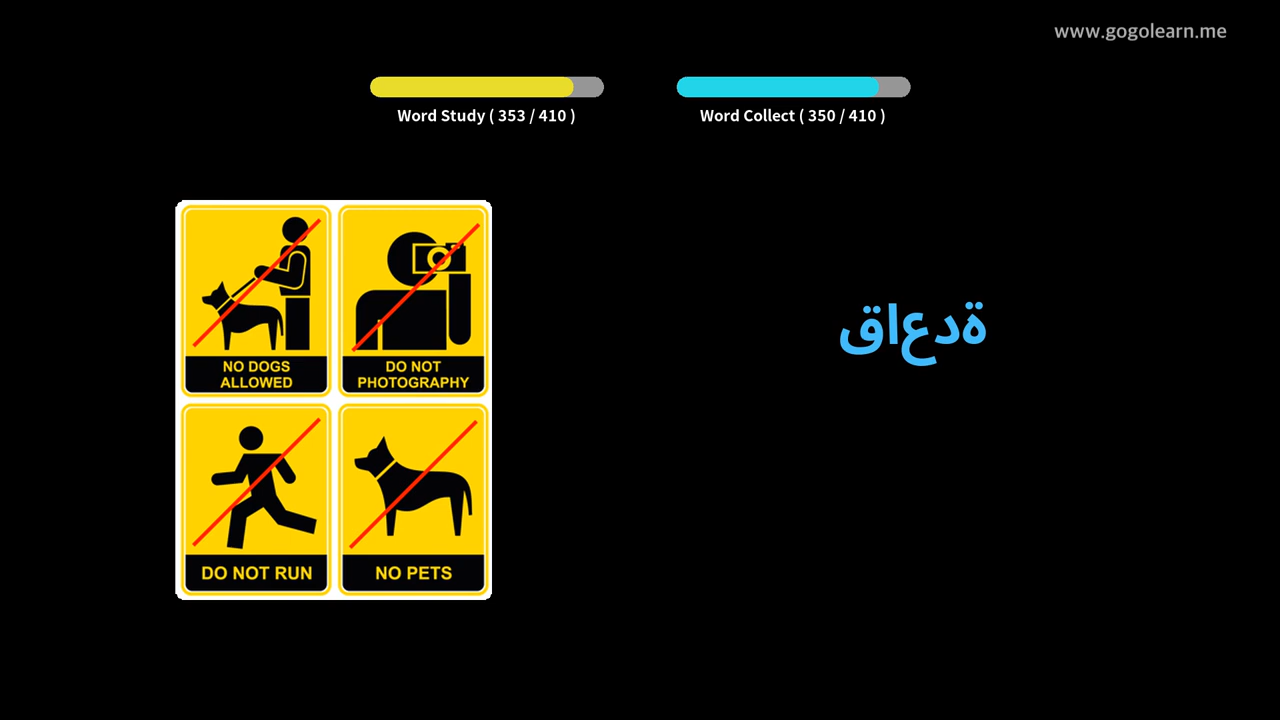 www.gogolearn.me
Word Study ( 353 / 410 )
Word Collect ( 350 / 410 )
NO DOGS
ALLOWED
DO NOT
PHOTOGRAPHY
DO NOT RUN
NO PETS
ةدعاق